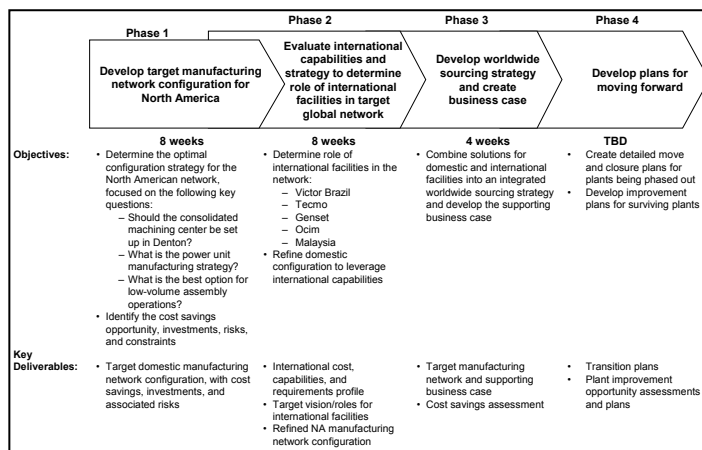 Phase 1
Develop target manufacturing
network configuration for
North America
Phase 2
Evaluate international
capabilities and
strategy to determine
role of international
facilities in target
global network
Phase 3
Develop worldwide
sourcing strategy
and create
business case
Phase 4
Develop plans for
moving forward
8 weeks
8 weeks
4 weeks
TBD
Objectives:
• Determine the optimal
configuration strategy for the
North American network,
focused on the following key
questions:
– Should the consolidated
machining center be set
up in Denton?
– What is the power unit
manufacturing strategy?
– What is the best option for
low-volume assembly
operations?
• Identify the cost savings
opportunity, investments, risks,
and constraints
• Determine role of
international facilities in the
network:
– Victor Brazil
– Tecmo
– Genset
– Ocim
– Malaysia
• Refine domestic
configuration to leverage
international capabilities
• Combine solutions for
domestic and international
facilities into an integrated
worldwide sourcing strategy
and develop the supporting
business case
• Create detailed move
and closure plans for
plants being phased out
• Develop improvement
plans for surviving plants
Key
Deliverables:
• Target domestic manufacturing
network configuration, with cost
savings, investments, and
associated risks
• International cost,
capabilities, and
requirements profile
• Target vision/roles for
international facilities
• Refined NA manufacturing
network configuration
• Target manufacturing
network and supporting
business case
• Cost savings assessment
• Transition plans
• Plant improvement
opportunity assessments
and plans